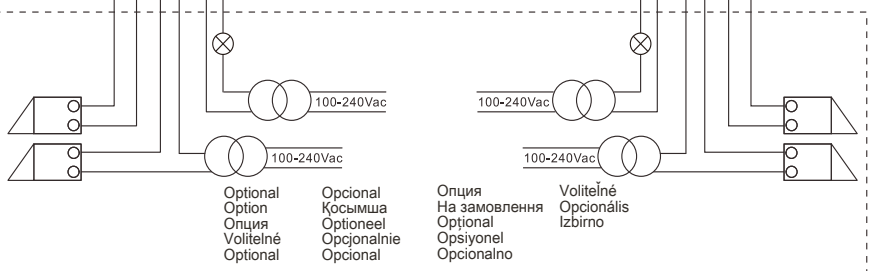 100-240Vac
100-240Vac
100-240Vac
100-240Vac
Optional
Option
Опция
Volitelné
Optional
Opcional
Қосымша
Optioneel
Opcjonalnie
Opcional
Опция
На замовлення
Opțional
Opsiyonel
Opcionalno
Voliteľné
Opcionális
Izbirno